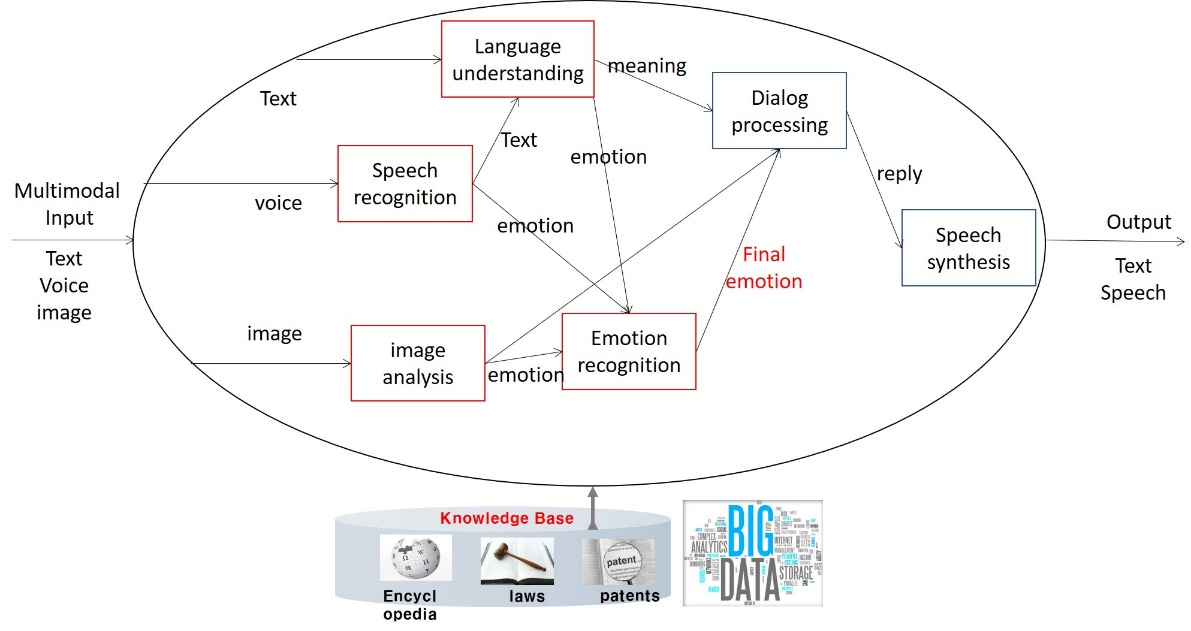 Language
understanding
meaning
Text
Dialog
processing
Text
emotion
Speech
recognition
voice
reply
Multimodal
Input
Text
Voice
image
emotion
Speech
synthesis
Output
Text
Speech
Final
emotion
image
image
analysis
emotion
Emotion
recognition
Knowledge Base
patent
Encycl
opedia
laws
patents
BIG
DATA
COMPLEX
ANALYTICS
INTERNET
STORAGE